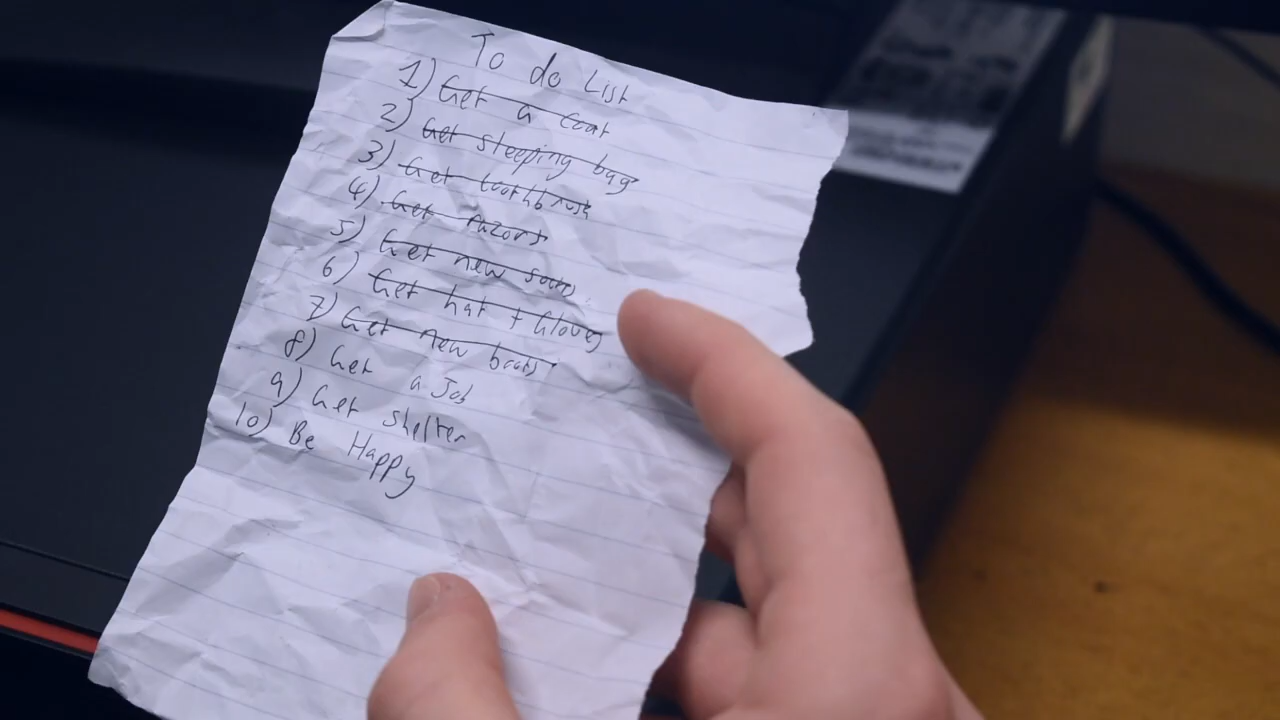 To do List
1) Get a Coat
2) Get sleeping bag
3) Get toothbrush
4) Get razors
5) Get new socks
6) Get hat + Gloves
7) Get new boots
8) Get a Job
9) Get shelter
10) Be Happy